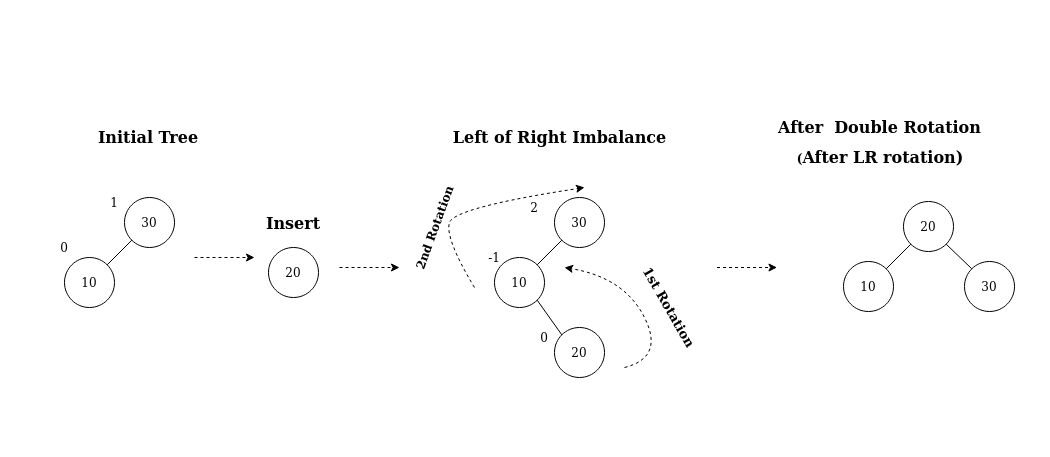 Initial Tree
1
30
0
10
Insert
20
Left of Right Imbalance
2nd Rotation
2
30
-1
10
0
20
1st Rotation
After  Double Rotation
(After LR rotation)
20
10
30